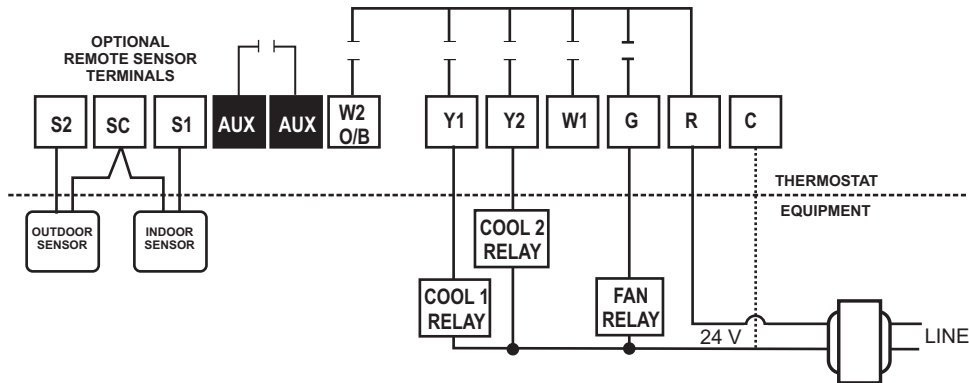 OPTIONAL
REMOTE SENSOR
TERMINALS
S2
SC
S1
AUX
AUX
W2
O/B
Y1
Y2
W1
G
R
C
THERMOSTAT
EQUIPMENT
OUTDOOR
SENSOR
INDOOR
SENSOR
COOL 2
RELAY
COOL 1
RELAY
FAN
RELAY
24 V
LINE